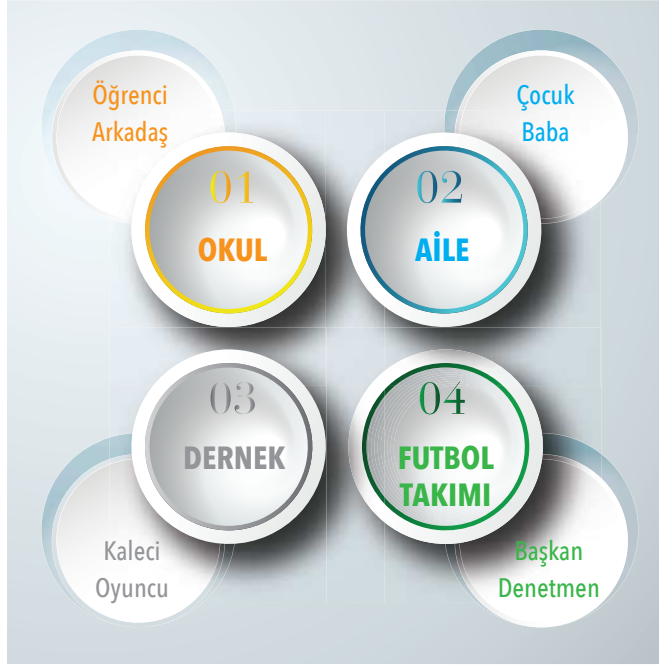 Öğrenci
Arkadaş
01
OKUL
Çocuk
Baba
02
AİLE
03
DERNEK
Kaleci
Oyuncu
04
FUTBOL
TAKIMI
Başkan
Denetmen